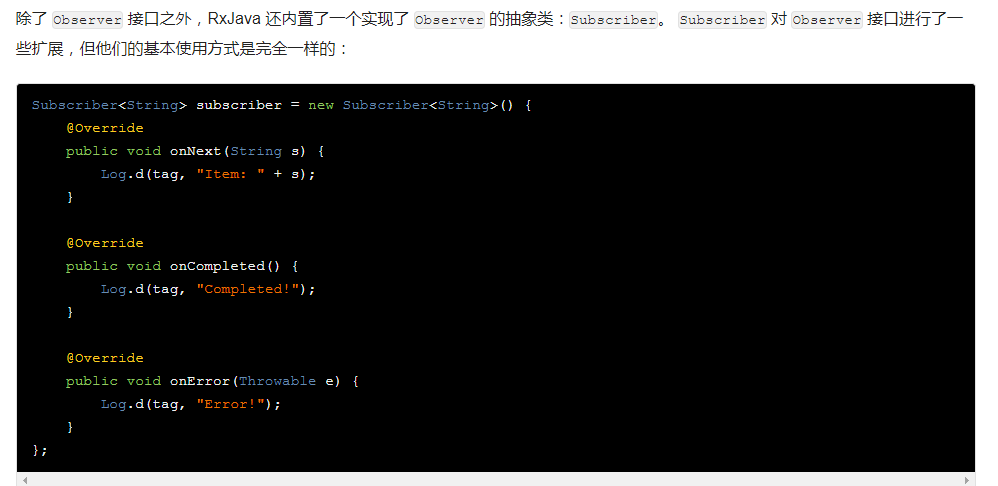 除了 Observer 接口之外，RxJava 还内置了一个实现了 Observer 的抽象类：Subscriber。 Subscriber 对 Observer 接口进行了一
些扩展，但他们的基本使用方式是完全一样的：
Subscriber<String> subscriber = new Subscriber<String>() {
    @Override
    public void onNext(String s) {
        Log.d(tag, "Item: " + s);
    }

    @Override
    public void onCompleted() {
        Log.d(tag, "Completed!");
    }

    @Override
    public void onError(Throwable e) {
        Log.d(tag, "Error!");
    }
};